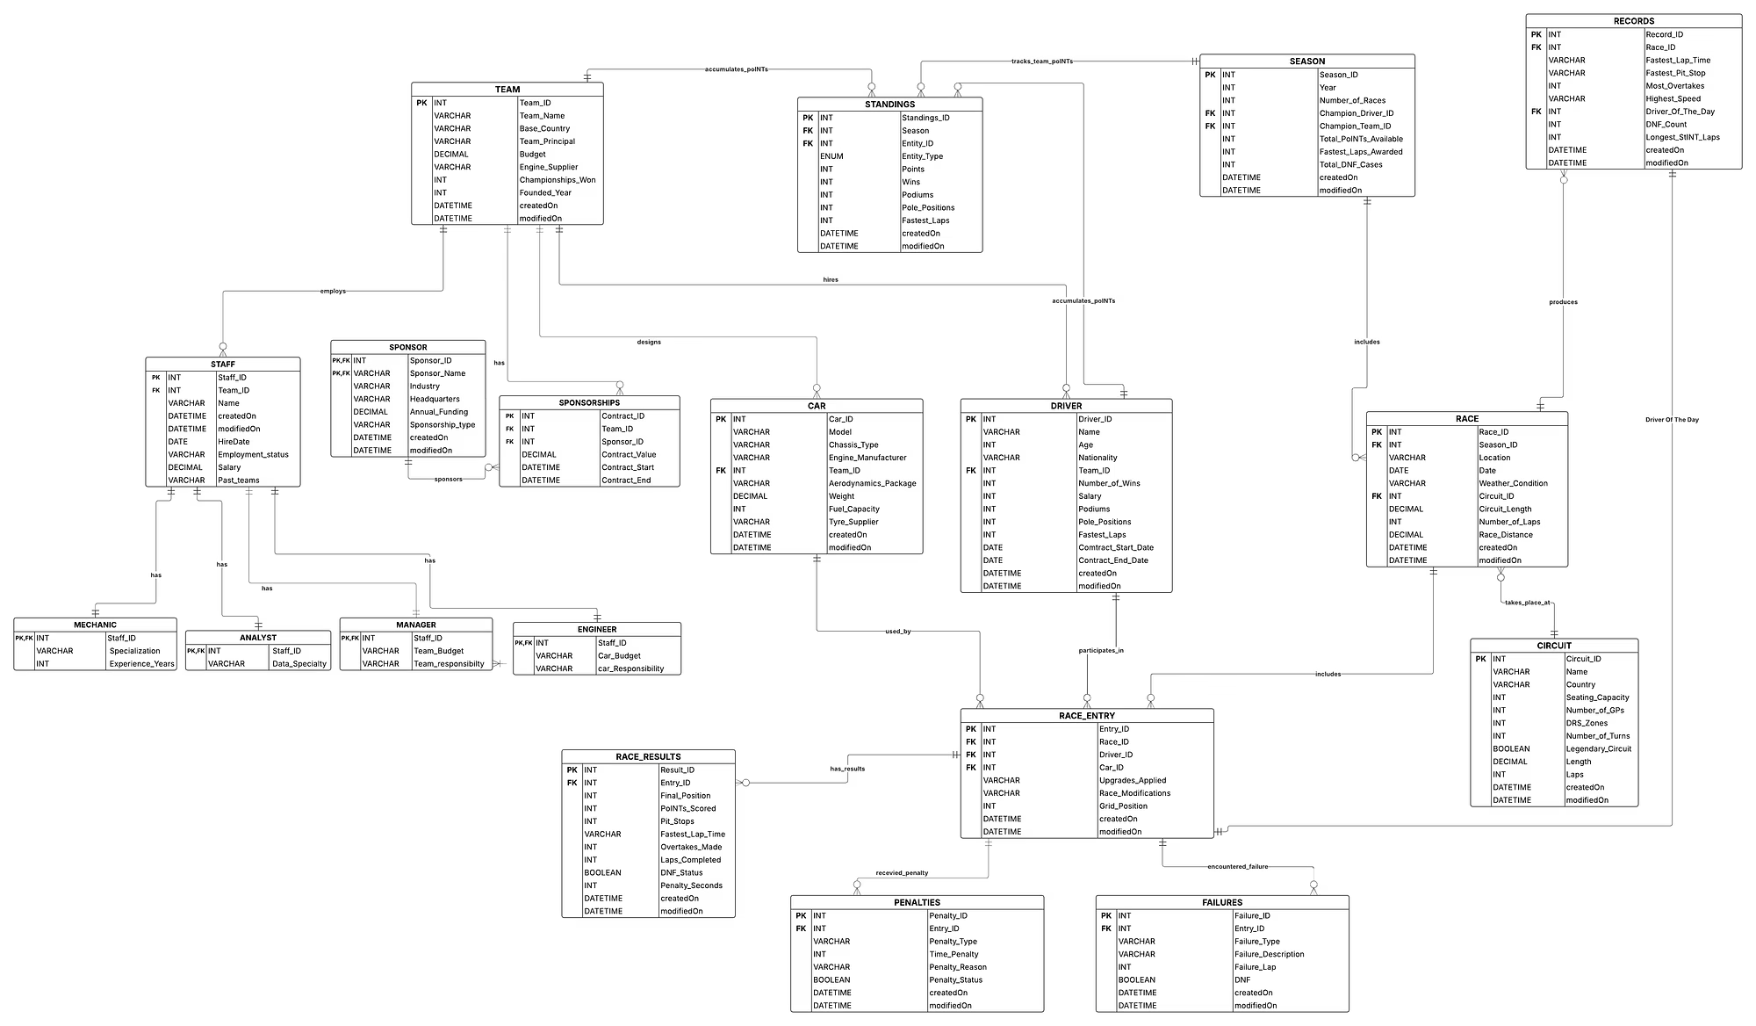 RECORDS
PK INT Record_ID
FK INT Race_ID
VARCHAR Fastest_Lap_Time
VARCHAR Fastest_Pit_Stop
INT Most_Overtakes
VARCHAR Highest_Speed
FK INT Driver_Of_The_Day
INT DNF_Count
INT Longest_StINT_Laps
DATETIME createdOn
DATETIME modifiedOn
accumulates_poINTs
tracks_team_poINTs
SEASON
PK INT Season_ID
INT Year
INT Number_of_Races
FK INT Champion_Driver_ID
FK INT Champion_Team_ID
INT Total_PoINTs_Available
INT Fastest_Laps_Awarded
INT Total_DNF_Cases
DATETIME createdOn
DATETIME modifiedOn
TEAM
PK INT Team_ID
VARCHAR Team_Name
VARCHAR Base_Country
VARCHAR Team_Principal
DECIMAL Budget
VARCHAR Engine_Supplier
INT Championships_Won
INT Founded_Year
DATETIME createdOn
DATETIME modifiedOn
STANDINGS
PK INT Standings_ID
FK INT Season
FK INT Entity_ID
ENUM Entity_Type
INT Points
INT Wins
INT Podiums
INT Pole_Positions
INT Fastest_Laps
DATETIME createdOn
DATETIME modifiedOn
employs
hires
accumulates_poINTs
produces
designs
has
includes
Driver Of The Day
STAFF
PK INT Staff_ID
FK INT Team_ID
VARCHAR Name
DATETIME createdOn
DATETIME modifiedOn
DATE HireDate
VARCHAR Employment_status
DECIMAL Salary
VARCHAR Past_teams
SPONSOR
PK,FK INT Sponsor_ID
PK,FK VARCHAR Sponsor_Name
VARCHAR Industry
VARCHAR Headquarters
DECIMAL Annual_Funding
VARCHAR Sponsorship_type
DATETIME createdOn
DATETIME modifiedOn
sponsors
SPONSORSHIPS
PK INT Contract_ID
FK INT Team_ID
FK INT Sponsor_ID
DECIMAL Contract_Value
DATETIME Contract_Start
DATETIME Contract_End
CAR
PK INT Car_ID
VARCHAR Model
VARCHAR Chassis_Type
VARCHAR Engine_Manufacturer
FK INT Team_ID
VARCHAR Aerodynamics_Package
DECIMAL Weight
INT Fuel_Capacity
VARCHAR Tyre_Supplier
DATETIME createdOn
DATETIME modifiedOn
DRIVER
PK INT Driver_ID
VARCHAR Name
INT Age
VARCHAR Nationality
FK INT Team_ID
INT Number_of_Wins
INT Salary
INT Podiums
INT Pole_Positions
INT Fastest_Laps
DATE Comtract_Start_Date
DATE Contract_End_Date
DATETIME createdOn
DATETIME modifiedOn
RACE
PK INT Race_ID
FK INT Season_ID
VARCHAR Location
DATE Date
VARCHAR Weather_Condition
FK INT Circuit_ID
DECIMAL Circuit_Length
INT Number_of_Laps
DECIMAL Race_Distance
DATETIME createdOn
DATETIME modifiedOn
has
has
has
has
MECHANIC
PK,FK INT Staff_ID
VARCHAR Specialization
INT Experience_Years
ANALYST
PK,FK INT Staff_ID
VARCHAR Data_Specialty
MANAGER
PK,FK INT Staff_ID
VARCHAR Team_Budget
VARCHAR Team_responsibilty
ENGINEER
PK,FK INT Staff_ID
VARCHAR Car_Budget
VARCHAR car_Responsibility
used_by
participates_in
includes
takes_place_at
CIRCUIT
PK INT Circuit_ID
VARCHAR Name
VARCHAR Country
INT Seating_Capacity
INT Number_of_GPs
INT DRS_Zones
INT Number_of_Turns
BOOLEAN Legendary_Circuit
DECIMAL Length
INT Laps
DATETIME createdOn
DATETIME modifiedOn
RACE_ENTRY
PK INT Entry_ID
FK INT Race_ID
FK INT Driver_ID
FK INT Car_ID
VARCHAR Upgrades_Applied
VARCHAR Race_Modifications
INT Grid_Position
DATETIME createdOn
DATETIME modifiedOn
has_results
RACE_RESULTS
PK INT Result_ID
FK INT Entry_ID
INT Final_Position
INT PoINTs_Scored
INT Pit_Stops
VARCHAR Fastest_Lap_Time
INT Overtakes_Made
INT Laps_Completed
BOOLEAN DNF_Status
INT Penalty_Seconds
DATETIME createdOn
DATETIME modifiedOn
recevied_penalty
encountered_failure
PENALTIES
PK INT Penalty_ID
FK INT Entry_ID
VARCHAR Penalty_Type
INT Time_Penalty
VARCHAR Penalty_Reason
BOOLEAN Penalty_Status
DATETIME createdOn
DATETIME modifiedOn
FAILURES
PK INT Failure_ID
FK INT Entry_ID
VARCHAR Failure_Type
VARCHAR Failure_Description
INT Failure_Lap
BOOLEAN DNF
DATETIME createdOn
DATETIME modifiedOn